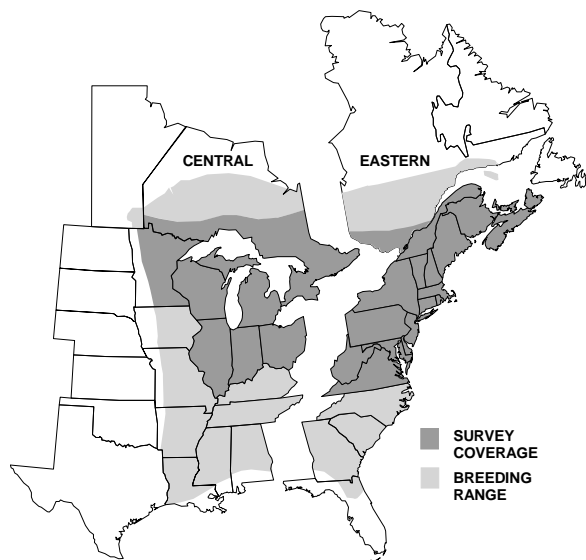 CENTRAL
EASTERN
SURVEY
COVERAGE
BREEDING
RANGE